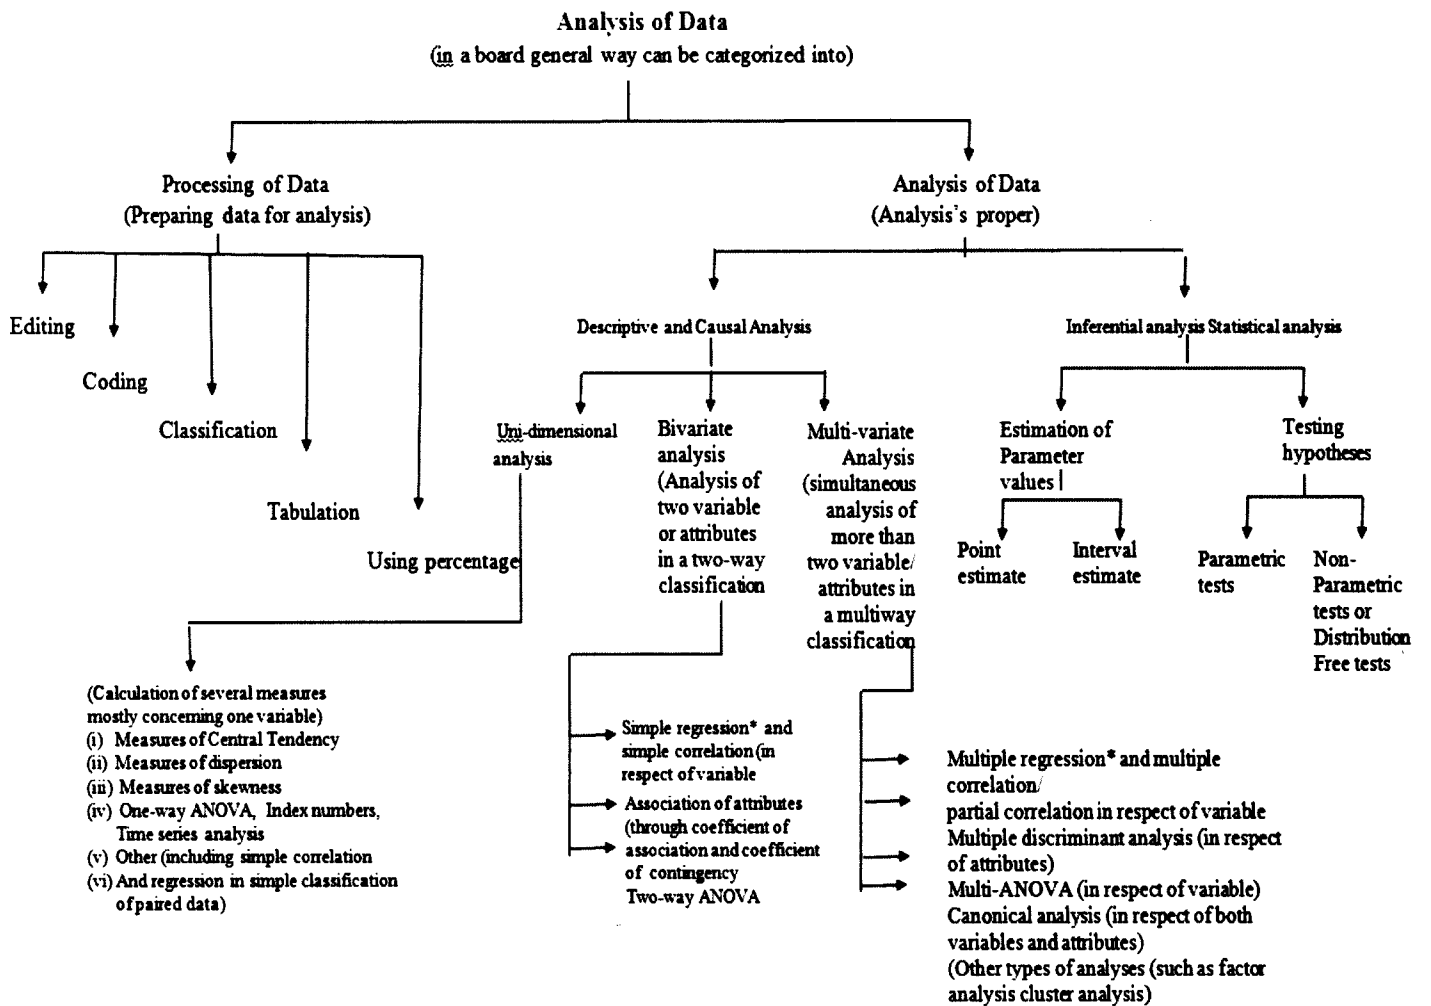 Analysis of Data
(in a board general way can be categorized into)
Processing of Data
(Preparing data for analysis)
Analysis of Data
(Analysis's proper)
Editing
Coding
Classification
Tabulation
Using percentage
Descriptive and Causal Analysis
Inferential analysis Statistical analysis
Uni-dimensional
analysis
Bivariate
analysis
(Analysis of
two variable
or attributes
in a two-way
classification
Multi-variate
Analysis
(simultaneous
analysis of
more than
two variable/
attributes in
a multiway
classification
Estimation of
Parameter
values
Testing
hypotheses
Point
estimate
Interval
estimate
Parametric
tests
Non-
Parametric
tests or
Distribution
Free tests
(Calculation of several measures
mostly concerning one variable)
(i) Measures of Central Tendency
(ii) Measures of dispersion
(iii) Measures of skewness
(iv) One-way ANOVA, Index numbers,
Time series analysis
(v) Other (including simple correlation
(vi) And regression in simple classification
of paired data)
Simple regression* and
simple correlation (in
respect of variable
Association of attributes
(through coefficient of
association and coefficient
of contingency
Two-way ANOVA
Multiple regression* and multiple
correlation/
partial correlation in respect of variable
Multiple discriminant analysis (in respect
of attributes)
Multi-ANOVA (in respect of variable)
Canonical analysis (in respect of both
variables and attributes)
(Other types of analyses (such as factor
analysis cluster analysis)